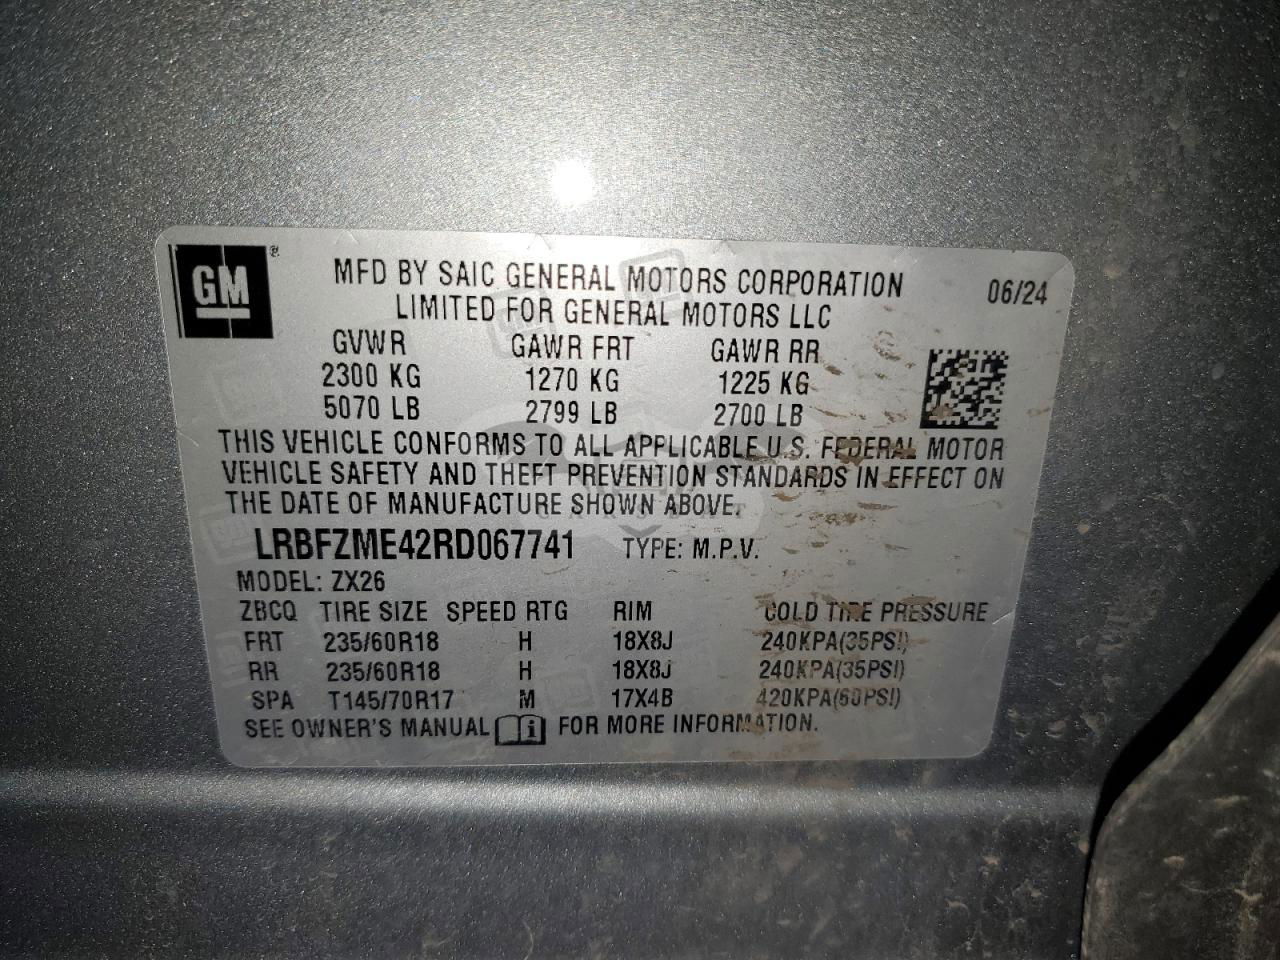 GM ®
MFD BY SAIC GENERAL MOTORS CORPORATION
LIMITED FOR GENERAL MOTORS LLC
06/24
GVWR GAWR FRT GAWR RR
2300 KG 1270 KG 1225 KG
5070 LB 2799 LB 2700 LB
THIS VEHICLE CONFORMS TO ALL APPLICABLE U.S. FEDERAL MOTOR
VEHICLE SAFETY AND THEFT PREVENTION STANDARDS IN EFFECT ON
THE DATE OF MANUFACTURE SHOWN ABOVE.
LRBFZME42RD067741 TYPE: M.P.V.
MODEL: ZX26
ZBCQ TIRE SIZE SPEED RTG RIM COLD TIRE PRESSURE
FRT 235/60R18 H 18X8J 240KPA(35PSI)
RR 235/60R18 H 18X8J 240KPA(35PSI)
SPA T145/70R17 M 17X4B 420KPA(60PSI)
SEE OWNER'S MANUAL i FOR MORE INFORMATION.